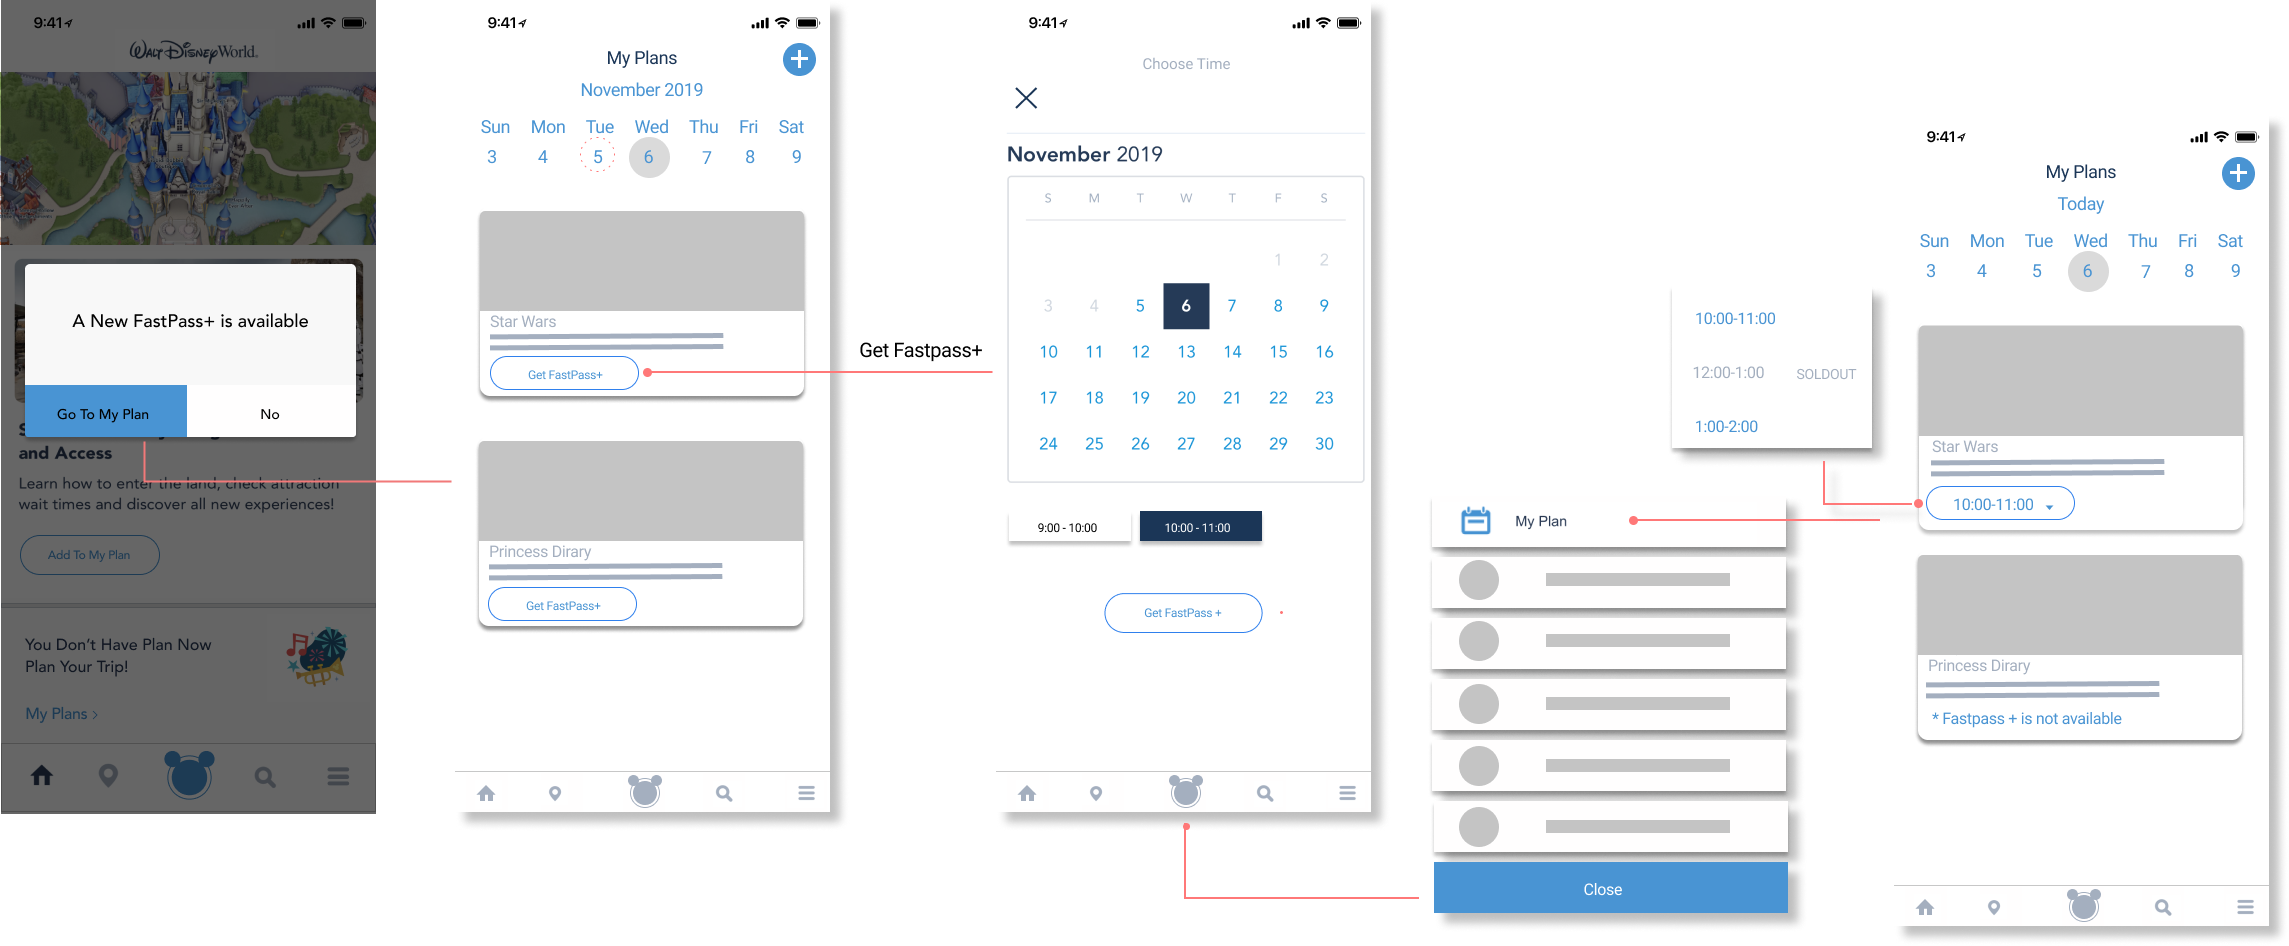 9:41
Walt Disney World.
A New FastPass+ is available
Go To My Plan
No
and Access
Learn how to enter the land, check attraction
wait times and discover all new experiences!
Add To My Plan
You Don't Have Plan Now
Plan Your Trip!
My Plans >
9:41
My Plans
November 2019
Sun Mon Tue Wed Thu Fri Sat
3 4 5 6 7 8 9
Star Wars
Get FastPass+
Princess Dirary
Get FastPass+
Get Fastpass+
9:41
Choose Time
November 2019
S M T W T F S
1 2
3 4 5 6 7 8 9
10 11 12 13 14 15 16
17 18 19 20 21 22 23
24 25 26 27 28 29 30
9:00 - 10:00
10:00 - 11:00
Get FastPass +
My Plan
Close
10:00-11:00
12:00-1:00 SOLDOUT
1:00-2:00
9:41
My Plans
Today
Sun Mon Tue Wed Thu Fri Sat
3 4 5 6 7 8 9
Star Wars
10:00-11:00
Princess Dirary
* Fastpass + is not available